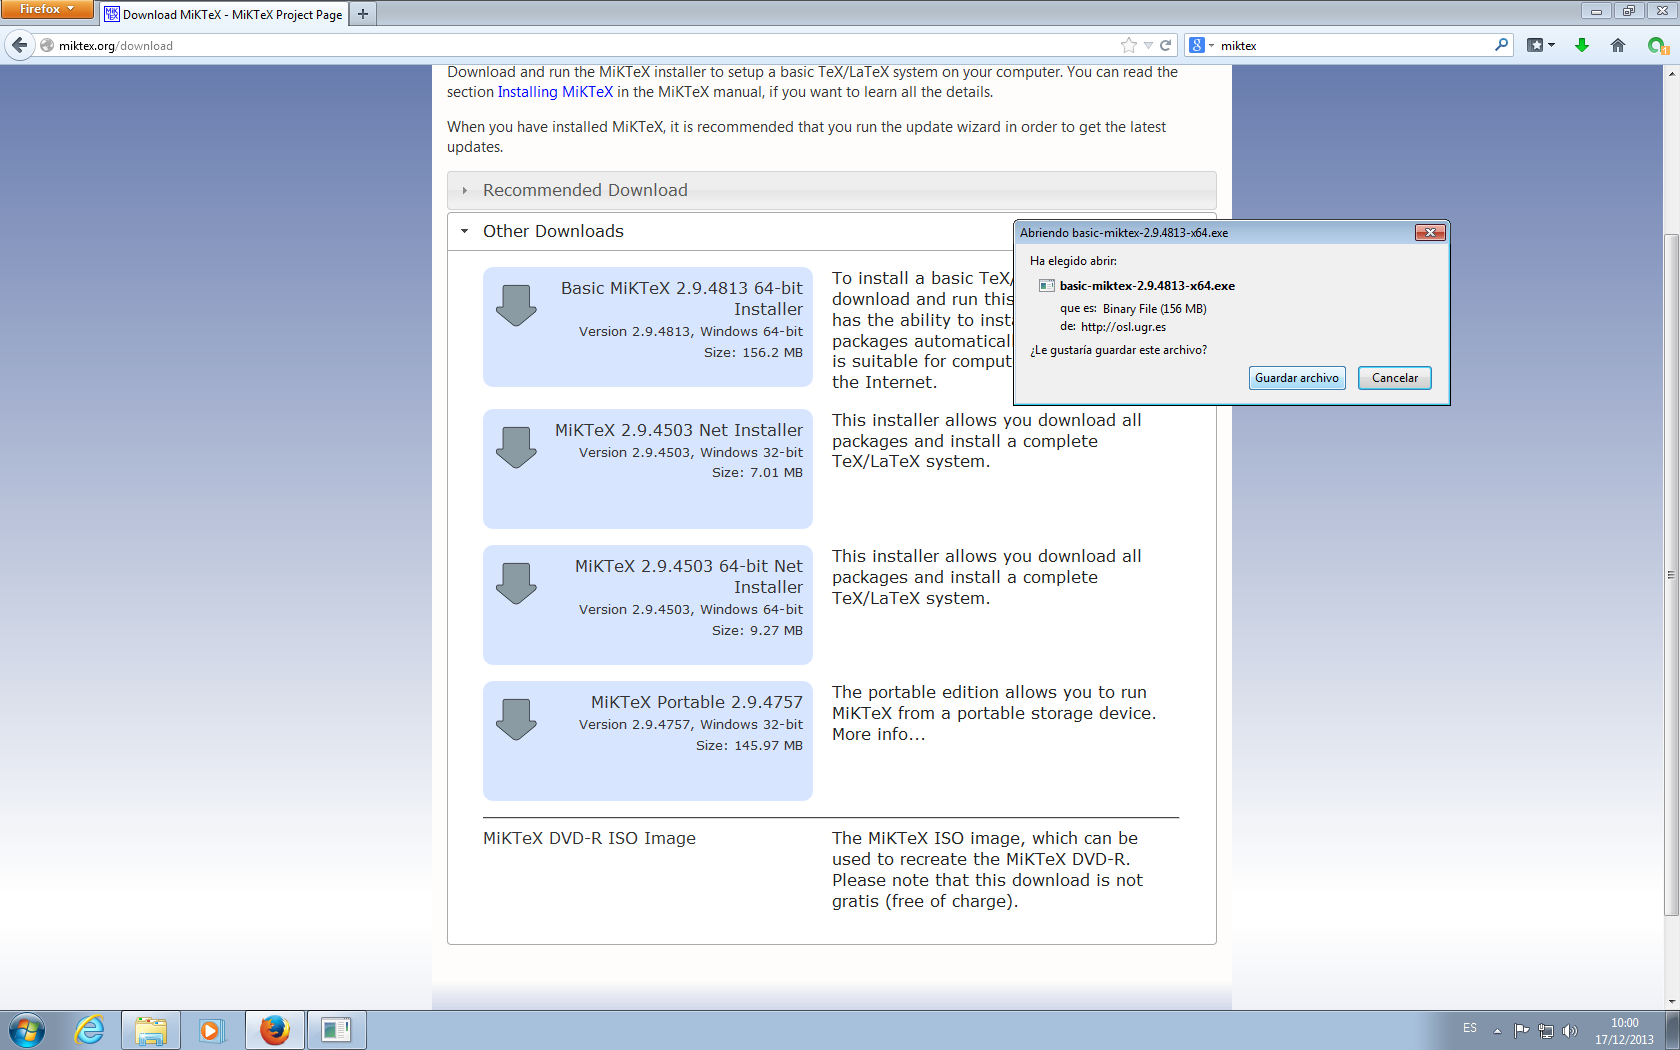 Firefox
Download MiKTeX - MiKTeX Project Page
miktex.org/download
miktex
Download and run the MiKTeX installer to setup a basic TeX/LaTeX system on your computer. You can read the
section Installing MiKTeX in the MiKTeX manual, if you want to learn all the details.
When you have installed MiKTeX, it is recommended that you run the update wizard in order to get the latest
updates.
Recommended Download
Other Downloads
Basic MiKTeX 2.9.4813 64-bit
Installer
Version 2.9.4813, Windows 64-bit
Size: 156.2 MB
To install a basic TeX/
download and run this
has the ability to inst
packages automatical
is suitable for comput
the Internet.
Abriendo basic-miktex-2.9.4813-x64.exe
Ha elegido abrir:
basic-miktex-2.9.4813-x64.exe
que es: Binary File (156 MB)
de: http://osl.ugr.es
¿Le gustaría guardar este archivo?
Guardar archivo
Cancelar
MiKTeX 2.9.4503 Net Installer
Version 2.9.4503, Windows 32-bit
Size: 7.01 MB
This installer allows you download all
packages and install a complete
TeX/LaTeX system.
MiKTeX 2.9.4503 64-bit Net
Installer
Version 2.9.4503, Windows 64-bit
Size: 9.27 MB
This installer allows you download all
packages and install a complete
TeX/LaTeX system.
MiKTeX Portable 2.9.4757
Version 2.9.4757, Windows 32-bit
Size: 145.97 MB
The portable edition allows you to run
MiKTeX from a portable storage device.
More info...
MiKTeX DVD-R ISO Image
The MiKTeX ISO image, which can be
used to recreate the MiKTeX DVD-R.
Please note that this download is not
gratis (free of charge).
ES
10:00
17/12/2013